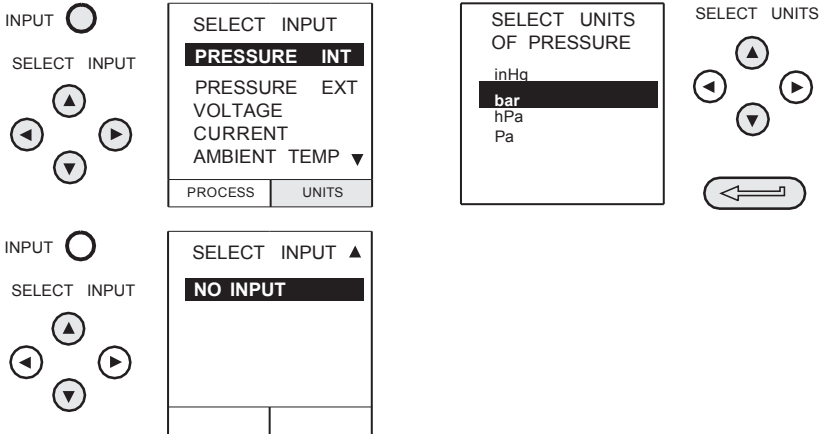 INPUT
SELECT INPUT
SELECT INPUT
PRESSURE INT
PRESSURE EXT
VOLTAGE
CURRENT
AMBIENT TEMP
PROCESS UNITS
SELECT UNITS
OF PRESSURE
inHg
bar
hPa
Pa
SELECT UNITS
INPUT
SELECT INPUT
SELECT INPUT
NO INPUT